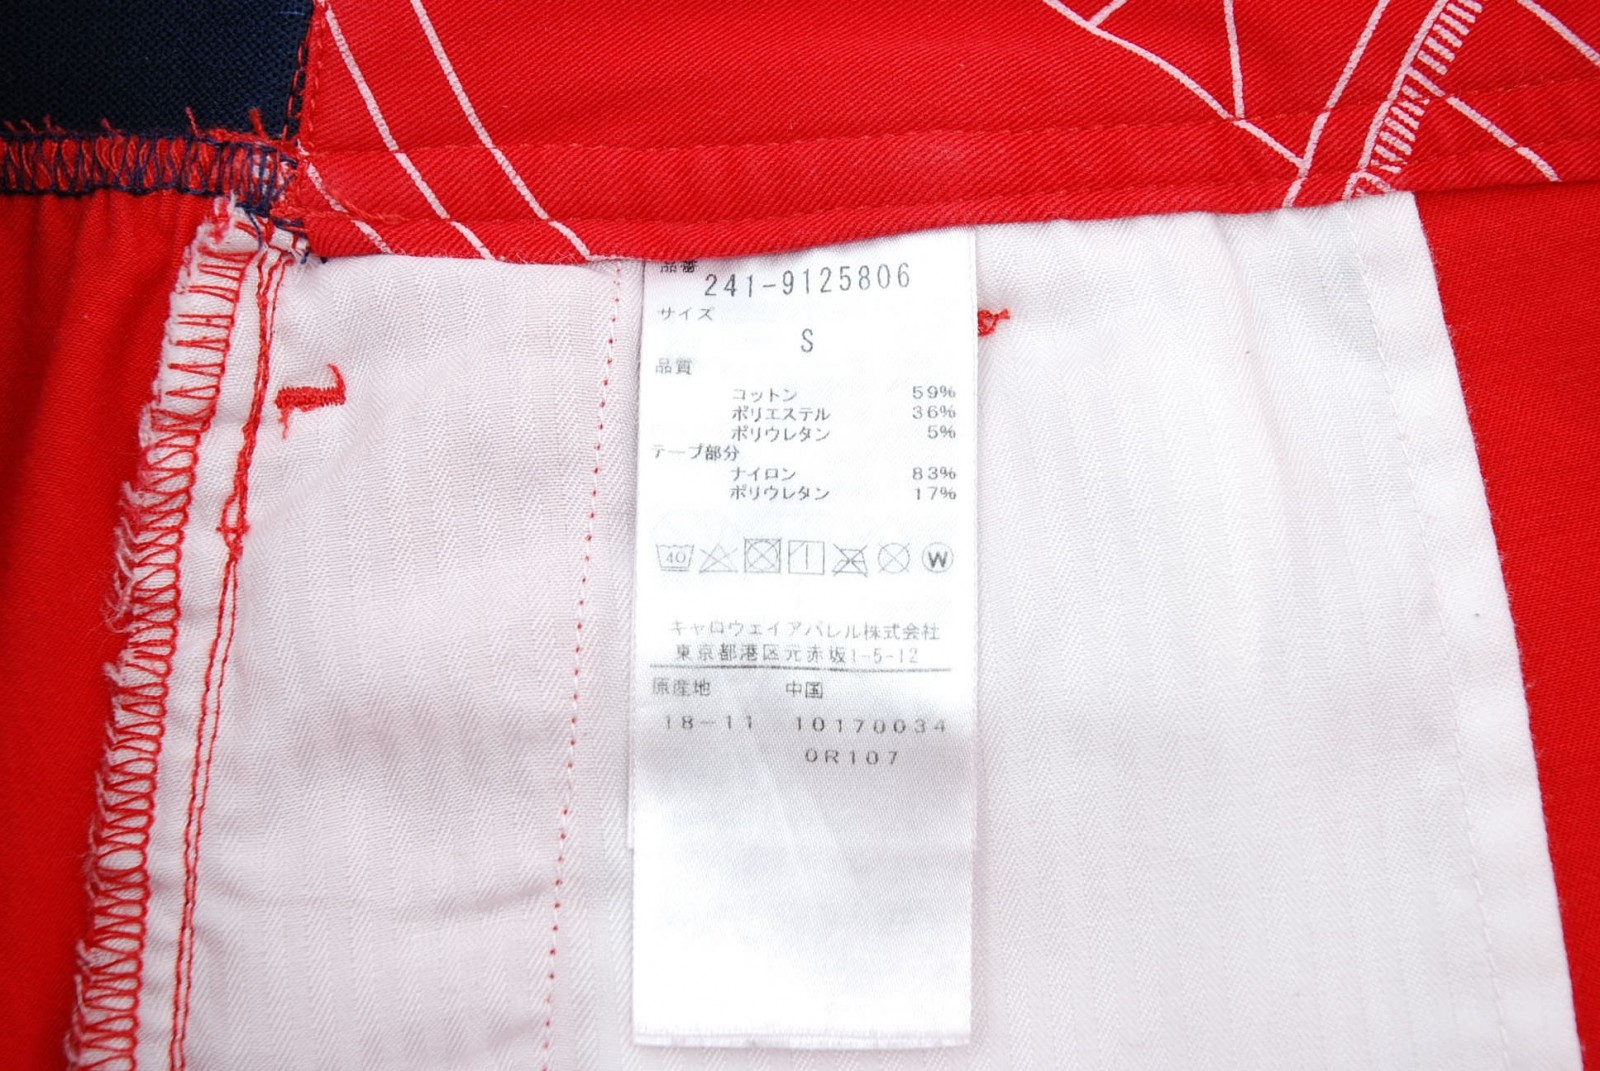 品番
241-9125806
サイズ
S
品質
コットン 59%
ポリエステル 36%
ポリウレタン 5%
テープ部分
ナイロン 83%
ポリウレタン 17%
40 W
キャロウェイアパレル株式会社
東京都港区元赤坂1-5-12
原産地 中国
18-11 10170034
0R107